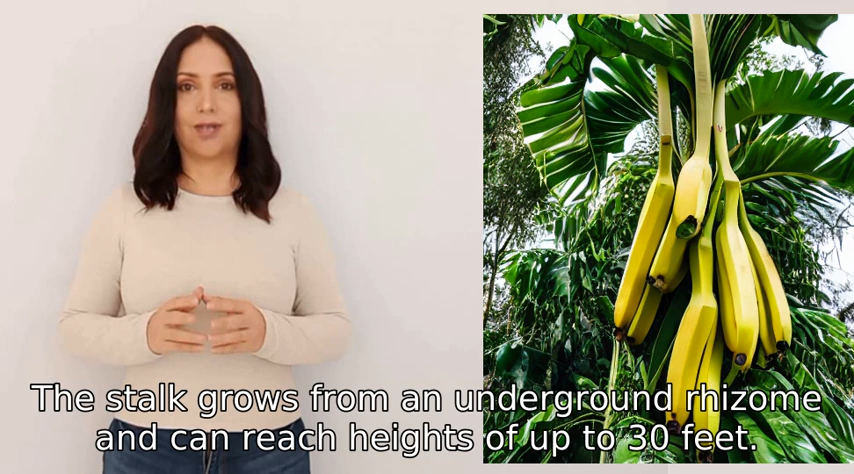 The stalk grows from an underground rhizome
and can reach heights of up to 30 feet.